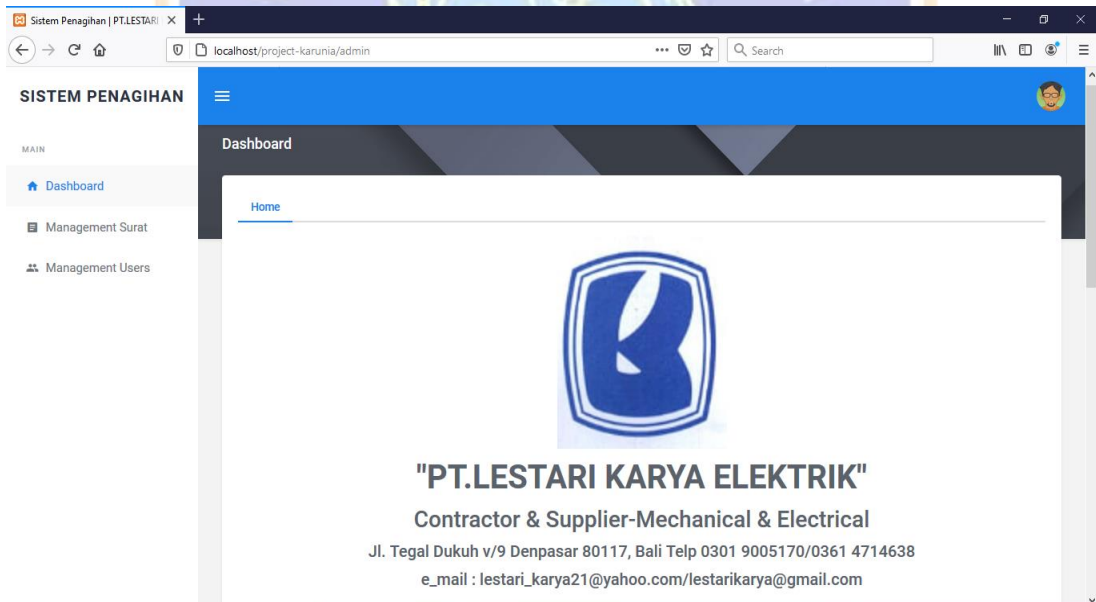 Sistem Penagihan | PT.LESTARI
localhost/project-karunia/admin
Search
SISTEM PENAGIHAN
MAIN
Dashboard
Management Surat
Management Users
Dashboard
Home
"PT.LESTARI KARYA ELEKTRIK"
Contractor & Supplier-Mechanical & Electrical
Jl. Tegal Dukuh v/9 Denpasar 80117, Bali Telp 0301 9005170/0361 4714638
e_mail : lestari_karya21@yahoo.com/lestarikarya@gmail.com